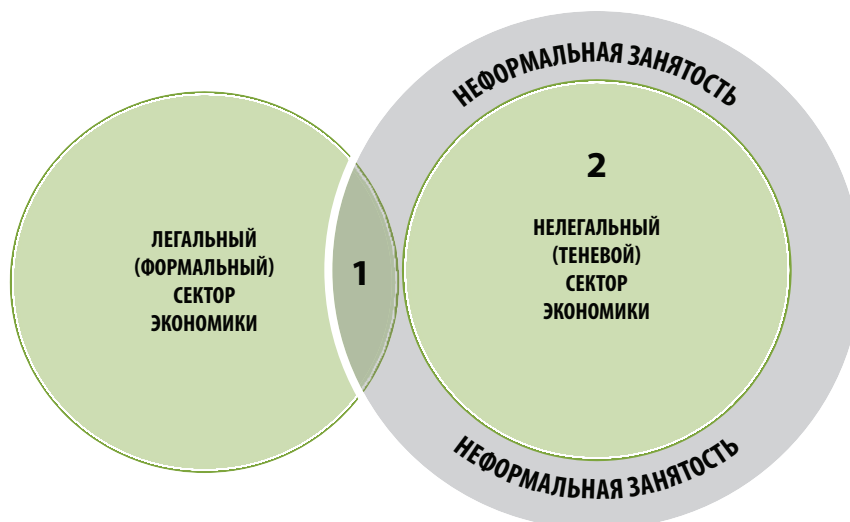 НЕФОРМАЛЬНАЯ ЗАНЯТОСТЬ
2
ЛЕГАЛЬНЫЙ
(ФОРМАЛЬНЫЙ)
СЕКТОР
ЭКОНОМИКИ
1
НЕЛЕГАЛЬНЫЙ
(ТЕНЕВОЙ)
СЕКТОР
ЭКОНОМИКИ
НЕФОРМАЛЬНАЯ ЗАНЯТОСТЬ